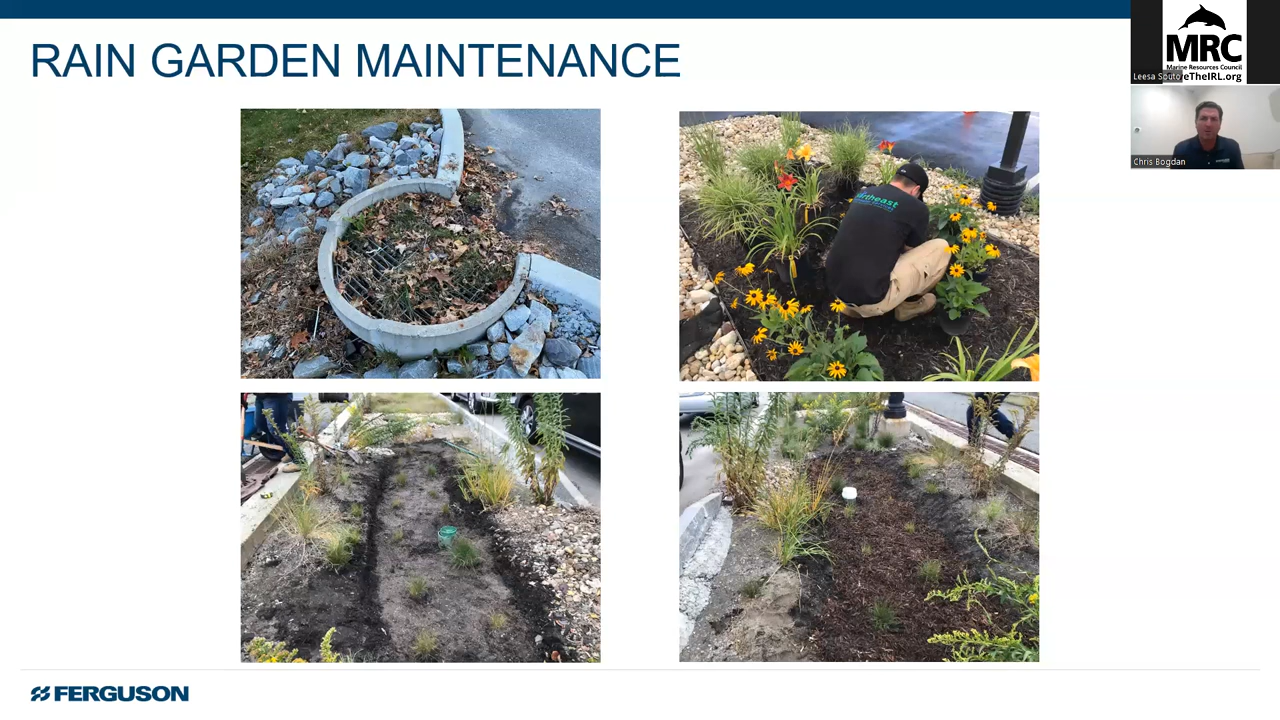 RAIN GARDEN MAINTENANCE
MRC
Marine Resources Council
Leesa Souto
eTheIRL.org
Chris Bogdan
FERGUSON